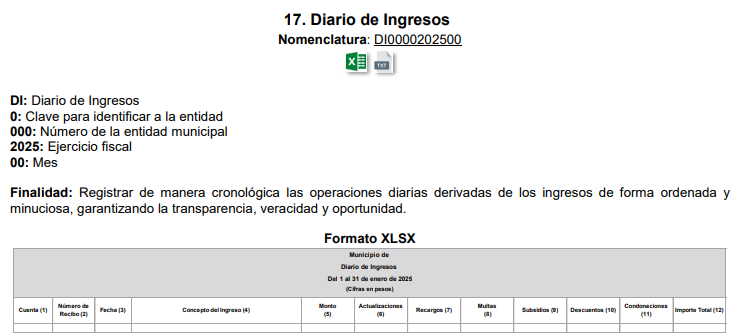 17. Diario de Ingresos
Nomenclatura: DI0000202500
TXT
DI: Diario de Ingresos
0: Clave para identificar a la entidad
000: Número de la entidad municipal
2025: Ejercicio fiscal
00: Mes
Finalidad: Registrar de manera cronológica las operaciones diarias derivadas de los ingresos de forma ordenada y
minuciosa, garantizando la transparencia, veracidad y oportunidad.
Formato XLSX
Municipio de
Diario de Ingresos
Del 1 al 31 de enero de 2025
(Cifras en pesos)
Cuenta (1) Número de Recibo (2) Fecha (3) Concepto del Ingreso (4) Monto (5) Actualizaciones (6) Recargos (7) Multas (8) Subsidios (9) Descuentos (10) Condonaciones (11) Importe Total (12)